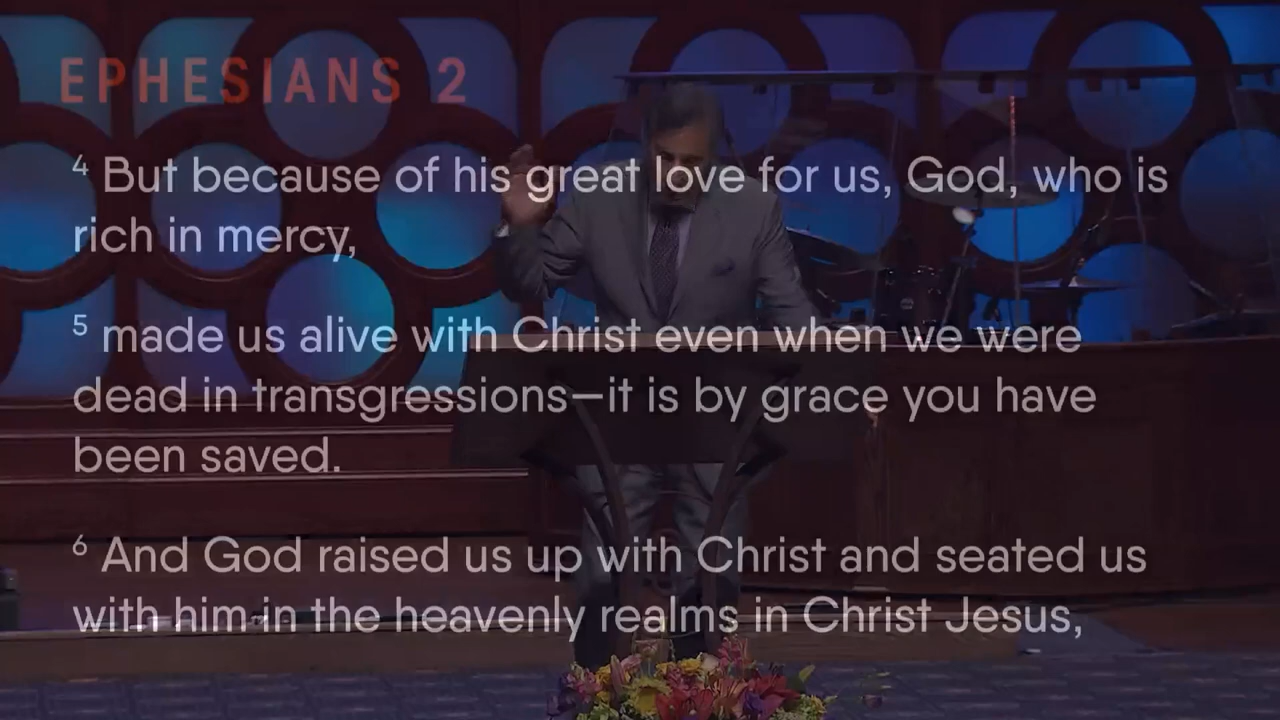 EPHESIANS 2
4 But because of his great love for us, God, who is
rich in mercy,
5 made us alive with Christ even when we were
dead in transgressions—it is by grace you have
been saved.
6 And God raised us up with Christ and seated us
with him in the heavenly realms in Christ Jesus,